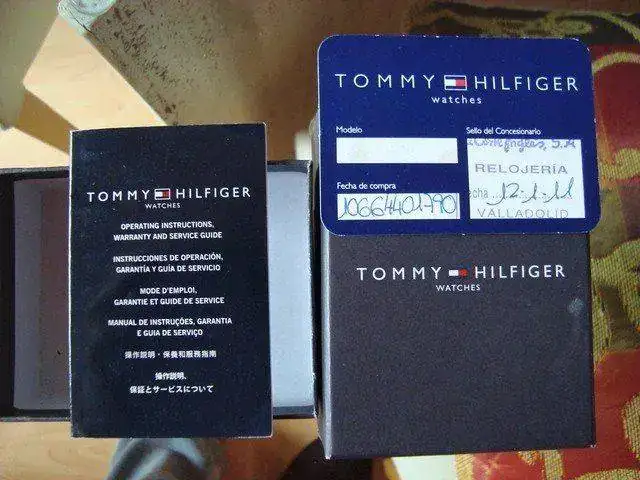 TOMMY HILFIGER
WATCHES
OPERATING INSTRUCTIONS,
WARRANTY AND SERVICE GUIDE
INSTRUCCIONES DE OPERACIÓN,
GARANTÍA Y GUÍA DE SERVICIO
MODE D'EMPLOI,
GARANTIE ET GUIDE DE SERVICE
MANUAL DE INSTRUÇÕES, GARANTIA
E GUIA DE SERVIÇO
操作說明・保養和服務指南
操作説明、
保証とサービスについて
TOMMY HILFIGER
watches
Modelo
Sello del Concesionario
S.A
RELOJERÍA
Fecha de compra
10664401790
cha 12-1-11
VALLADOLID
TOMMY HILFIGER
WATCHES